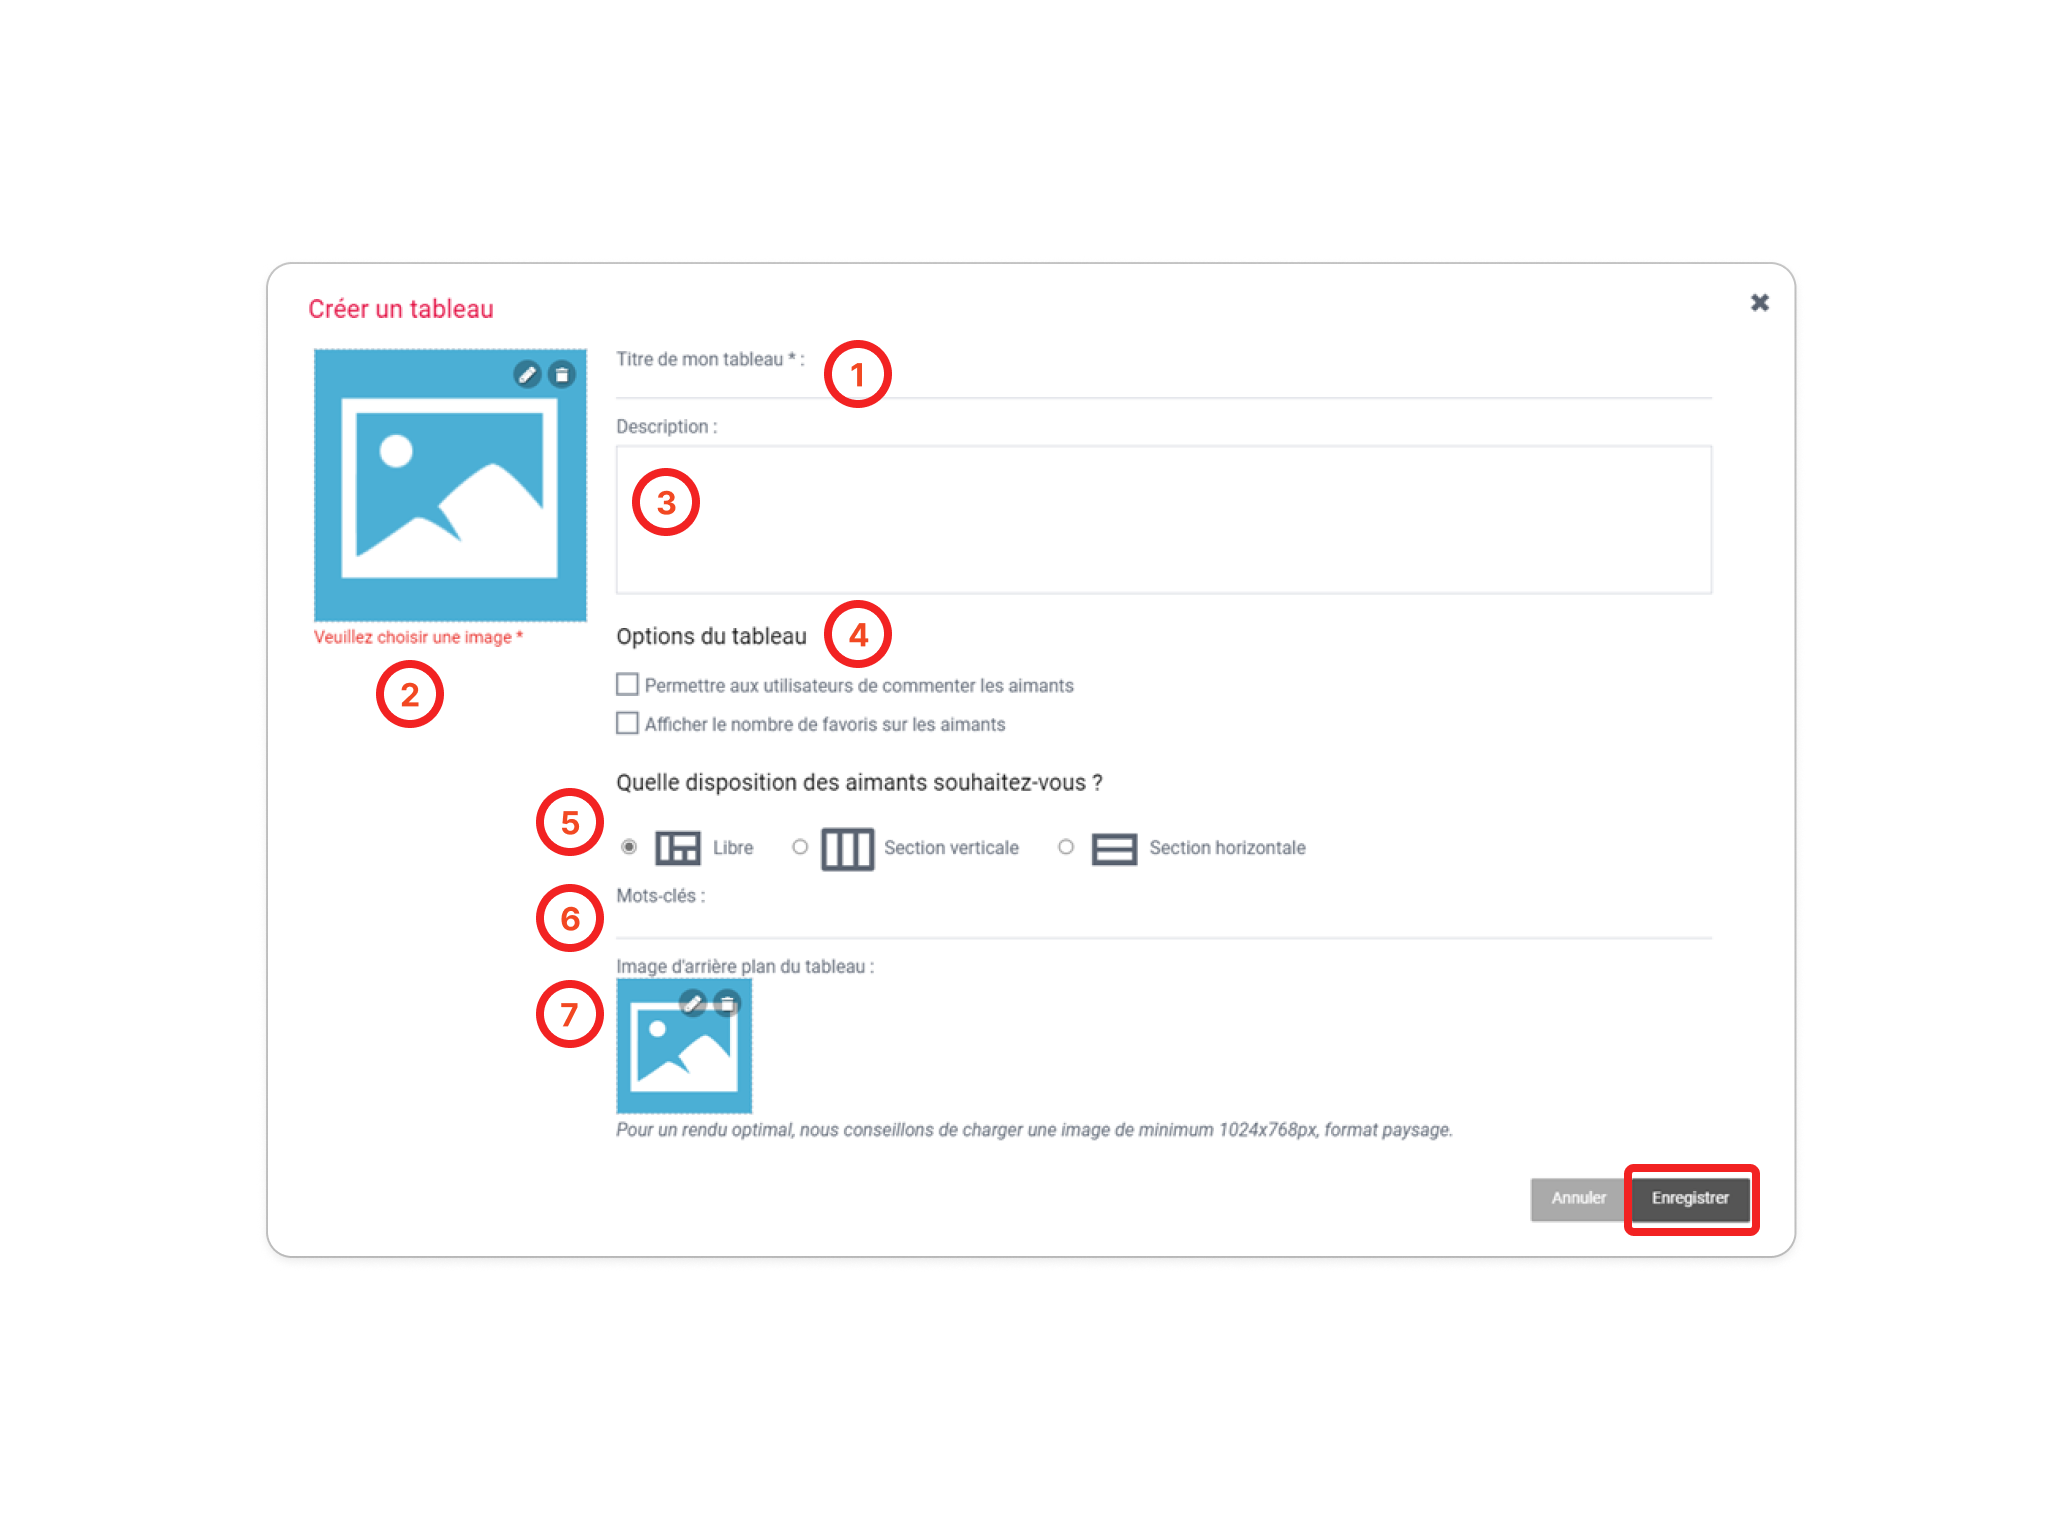 Créer un tableau
Titre de mon tableau * :
1
Description :
3
Veuillez choisir une image *
2
Options du tableau
4
Permettre aux utilisateurs de commenter les aimants
Afficher le nombre de favoris sur les aimants
Quelle disposition des aimants souhaitez-vous ?
5
Libre Section verticale Section horizontale
Mots-clés :
6
Image d'arrière plan du tableau :
7
Pour un rendu optimal, nous conseillons de charger une image de minimum 1024x768px, format paysage.
Annuler Enregistrer